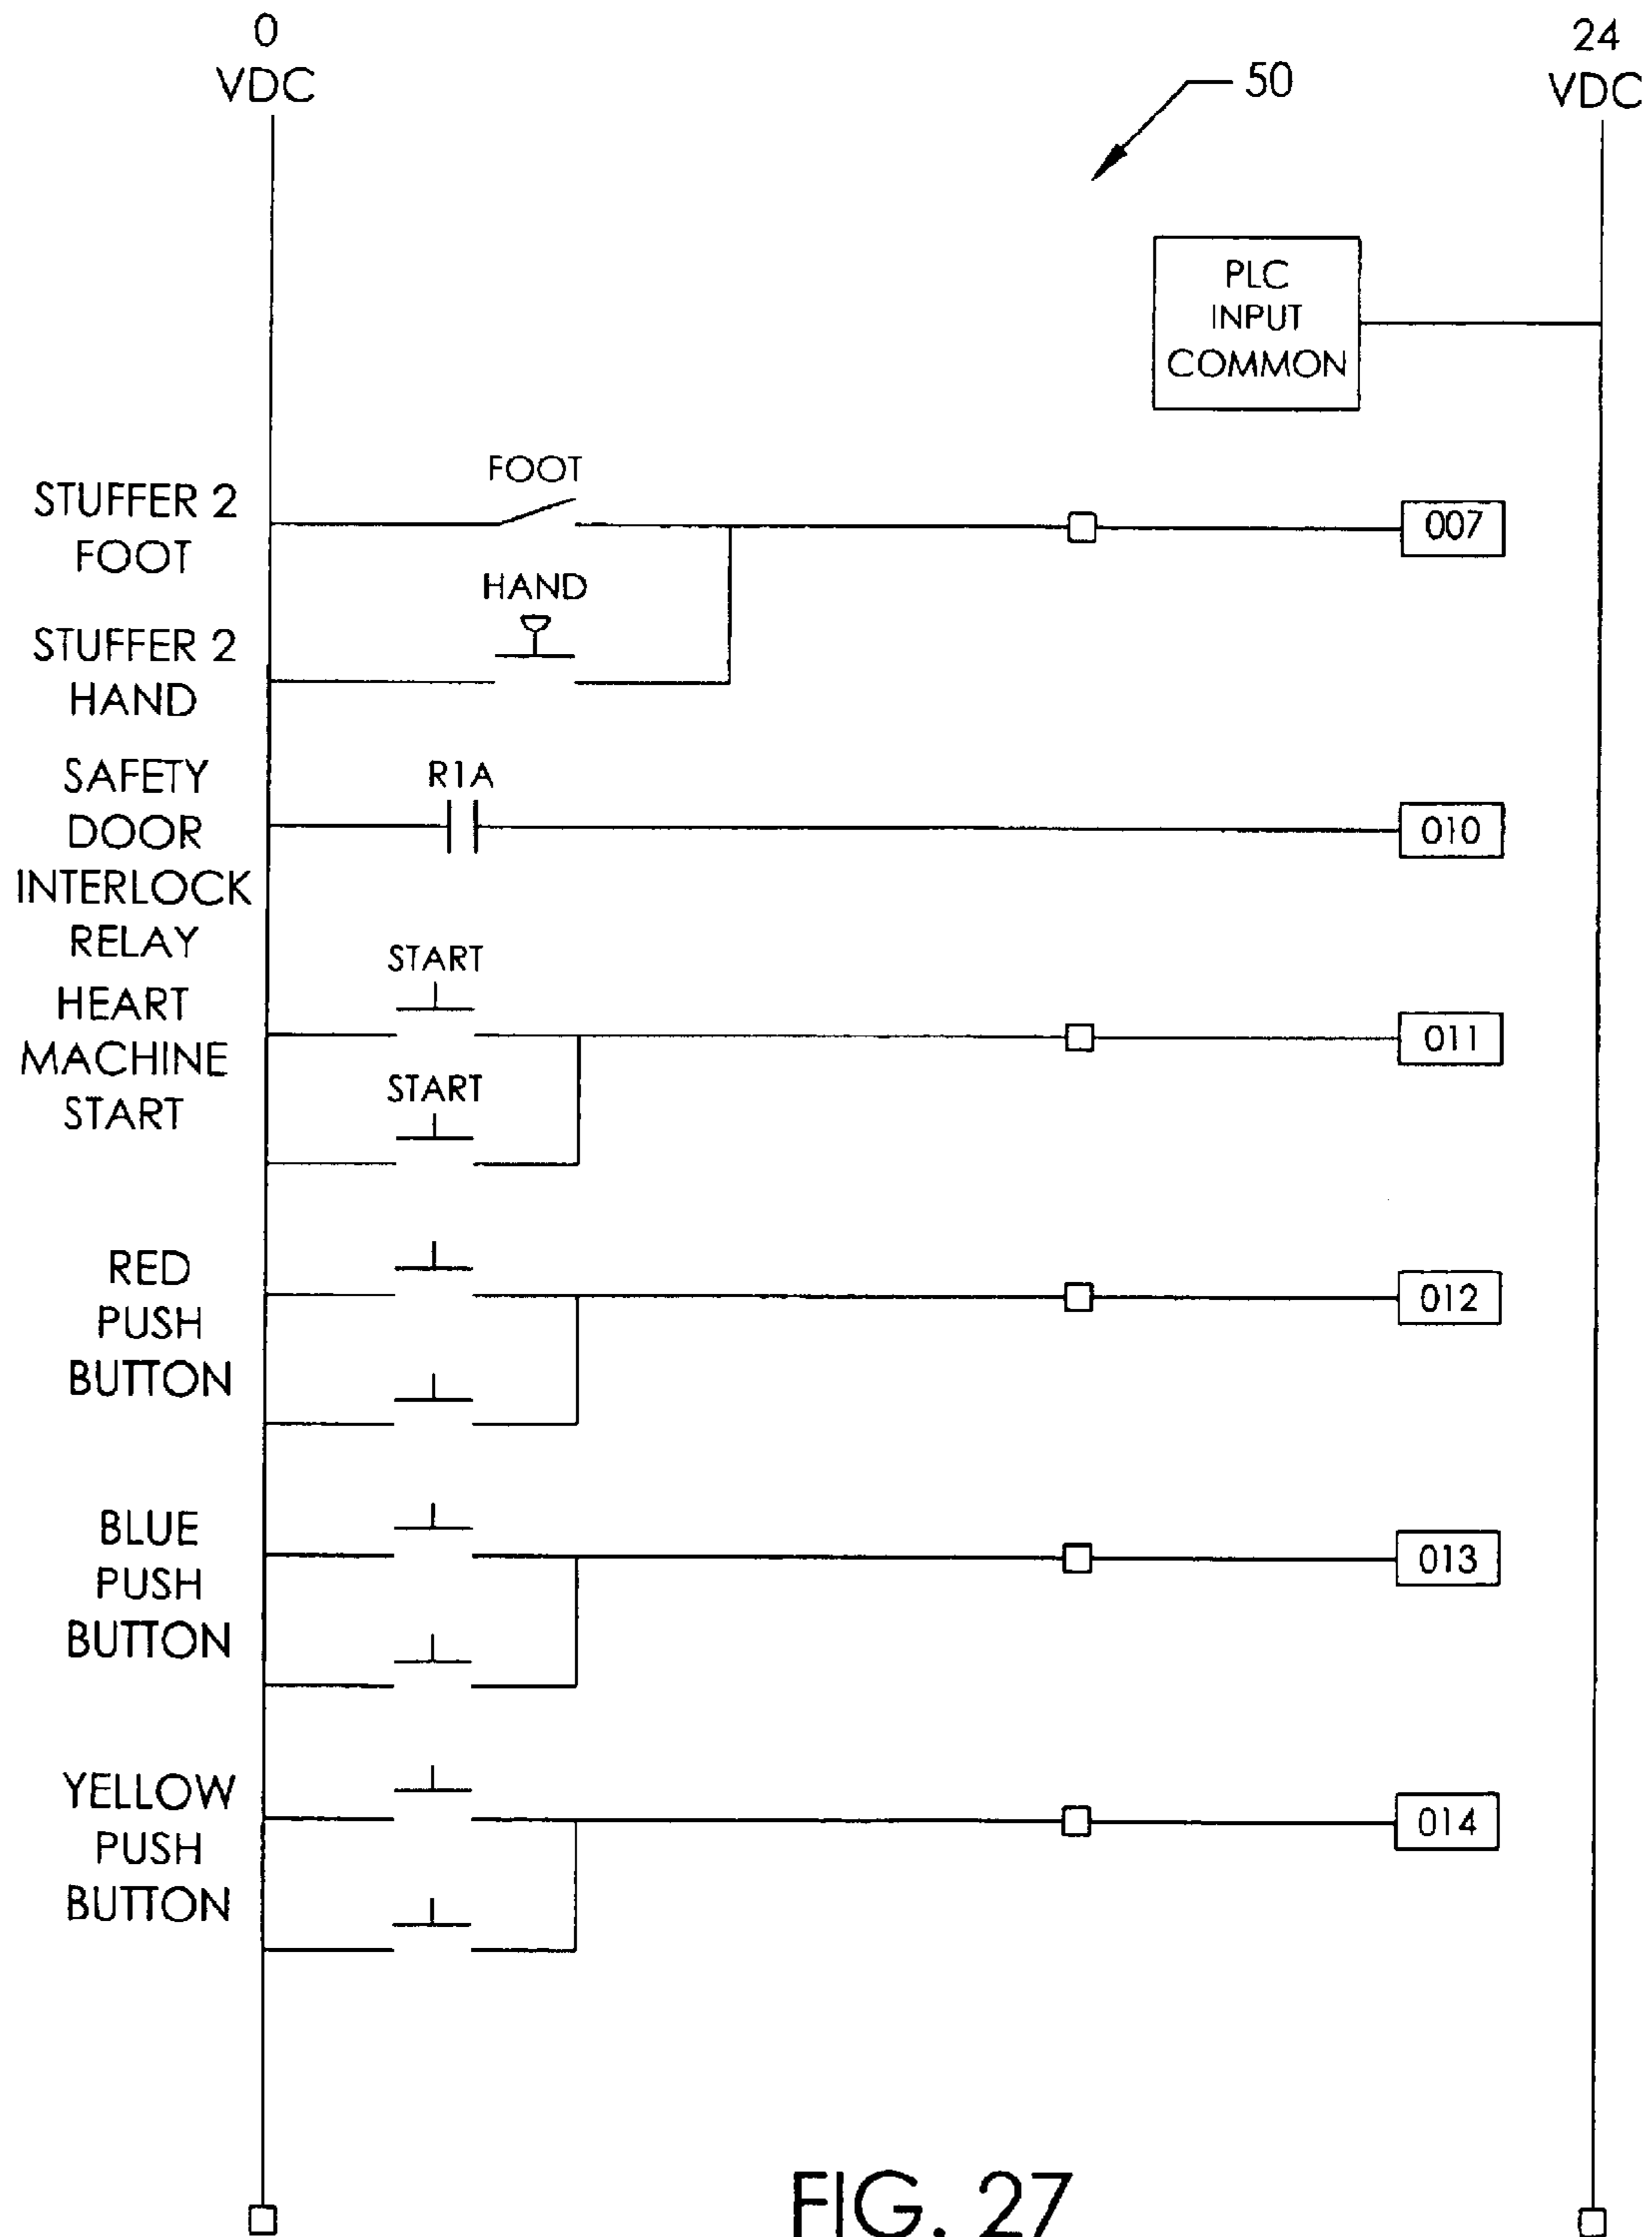 0
VDC
24
VDC
50
PLC
INPUT
COMMON
STUFFER 2
FOOT
FOOT
007
STUFFER 2
HAND
HAND
SAFETY
DOOR
INTERLOCK
RELAY
R1A
010
HEART
MACHINE
START
START
START
011
RED
PUSH
BUTTON
012
BLUE
PUSH
BUTTON
013
YELLOW
PUSH
BUTTON
014
FIG. 27